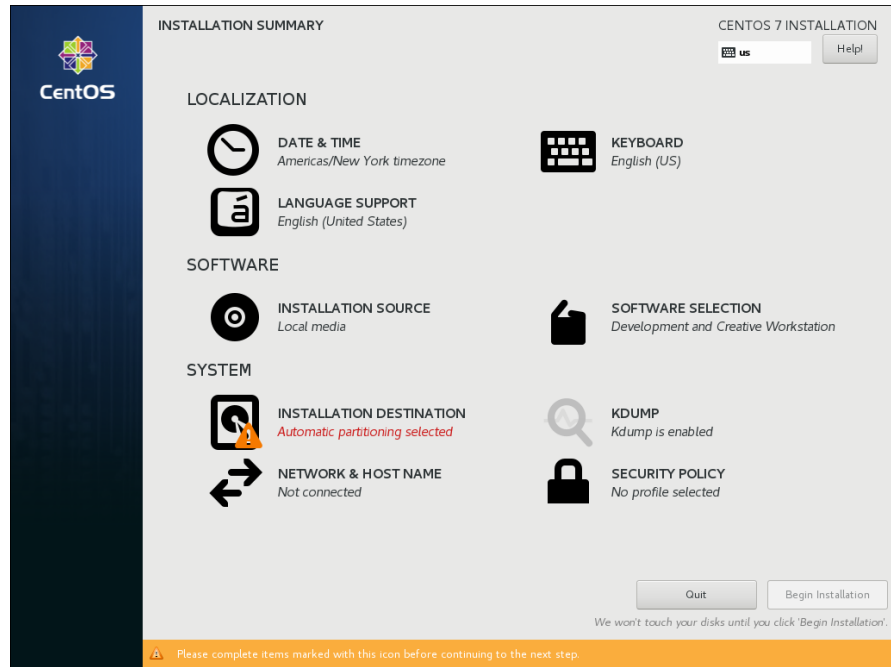 INSTALLATION SUMMARY
CENTOS 7 INSTALLATION
us
Help!
CentOS
LOCALIZATION
DATE & TIME
Americas/New York timezone
KEYBOARD
English (US)
LANGUAGE SUPPORT
English (United States)
SOFTWARE
INSTALLATION SOURCE
Local media
SOFTWARE SELECTION
Development and Creative Workstation
SYSTEM
INSTALLATION DESTINATION
Automatic partitioning selected
KDUMP
Kdump is enabled
NETWORK & HOST NAME
Not connected
SECURITY POLICY
No profile selected
Quit
Begin Installation
We won't touch your disks until you click 'Begin Installation'.
Please complete items marked with this icon before continuing to the next step.